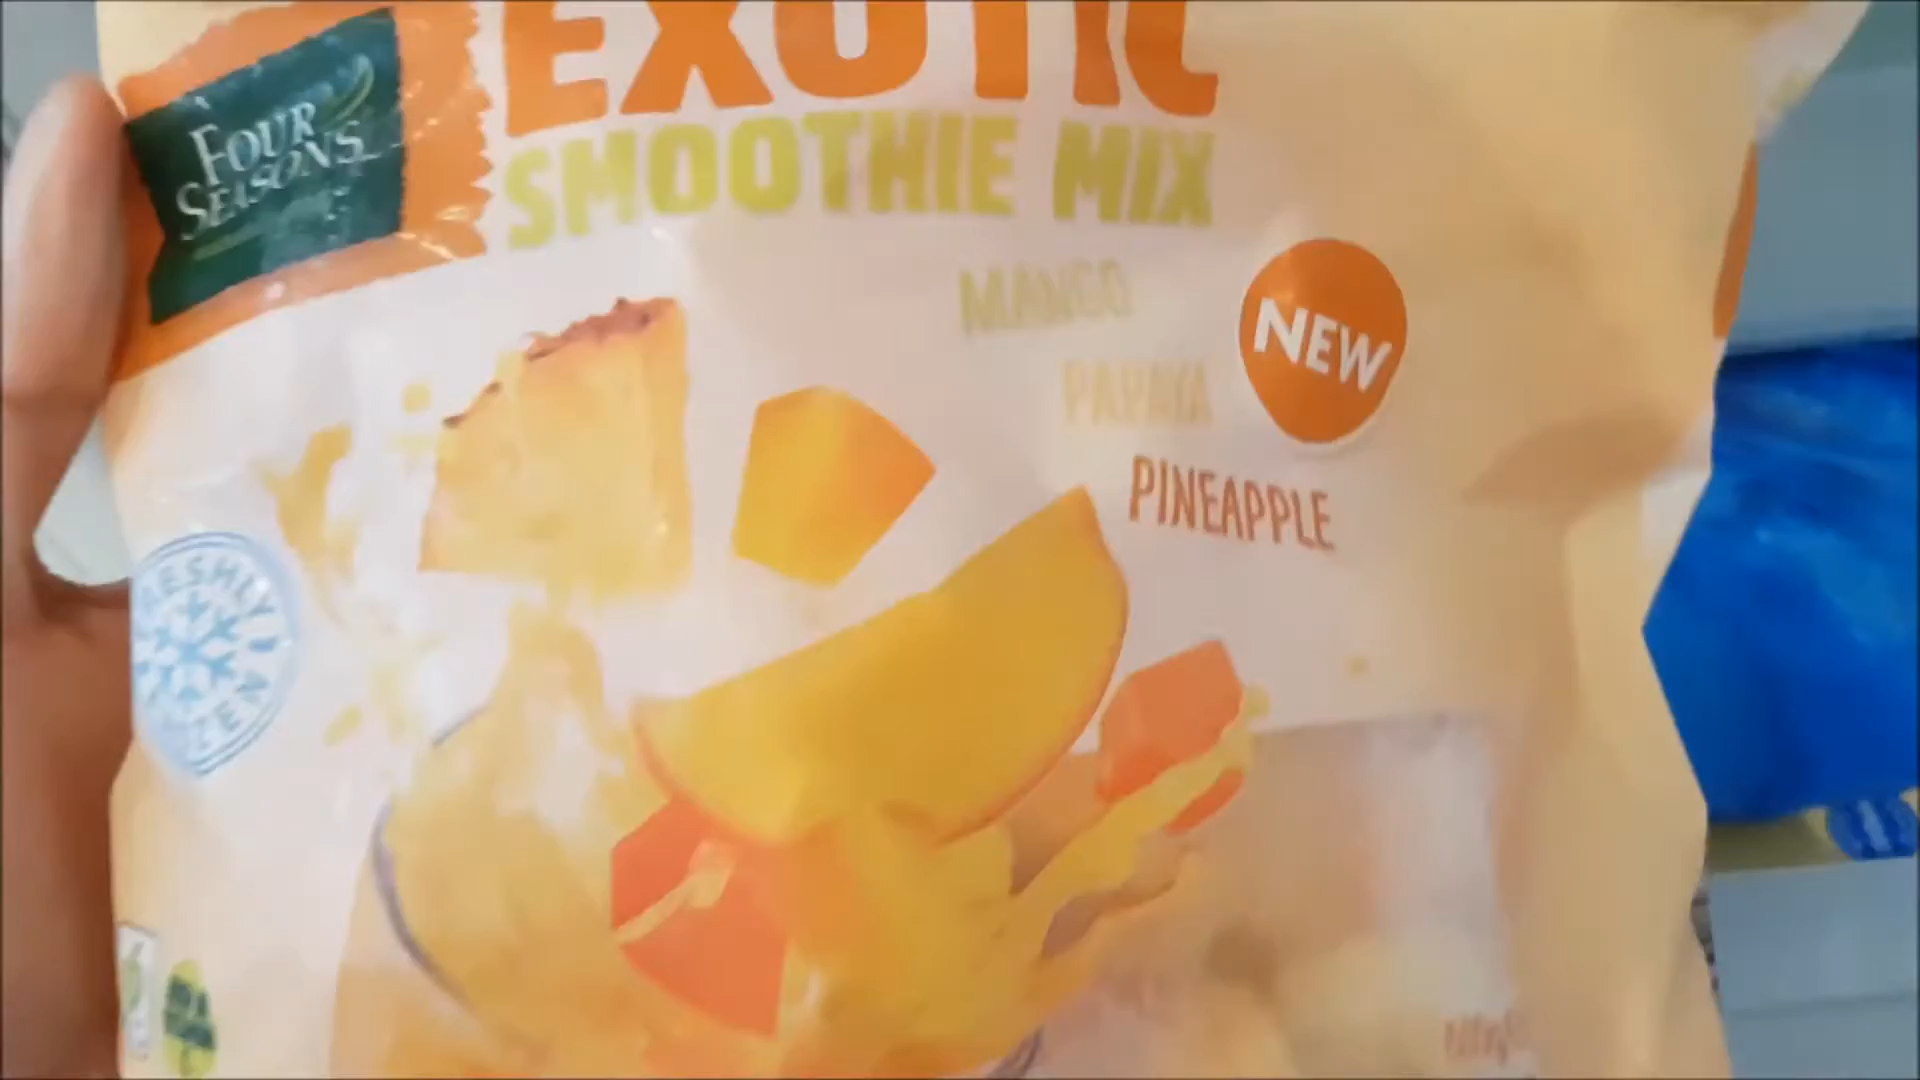 EXOTIC
FOUR
SEASONS
SMOOTHIE MIX
MANGO
NEW
PAPAYA
PINEAPPLE